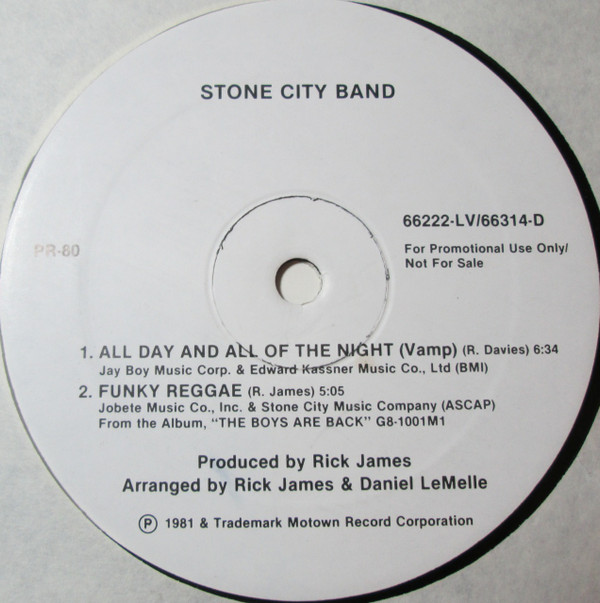 STONE CITY BAND
66222-LV/66314-D
PR-80
For Promotional Use Only/
Not For Sale
1. ALL DAY AND ALL OF THE NIGHT (Vamp) (R. Davies) 6:34
Jay Boy Music Corp. & Edward Kassner Music Co., Ltd (BMI)
2. FUNKY REGGAE (R. James) 5:05
Jobete Music Co., Inc. & Stone City Music Company (ASCAP)
From the Album, "THE BOYS ARE BACK" G8-1001M1
Produced by Rick James
Arranged by Rick James & Daniel LeMelle
Ⓟ 1981 & Trademark Motown Record Corporation